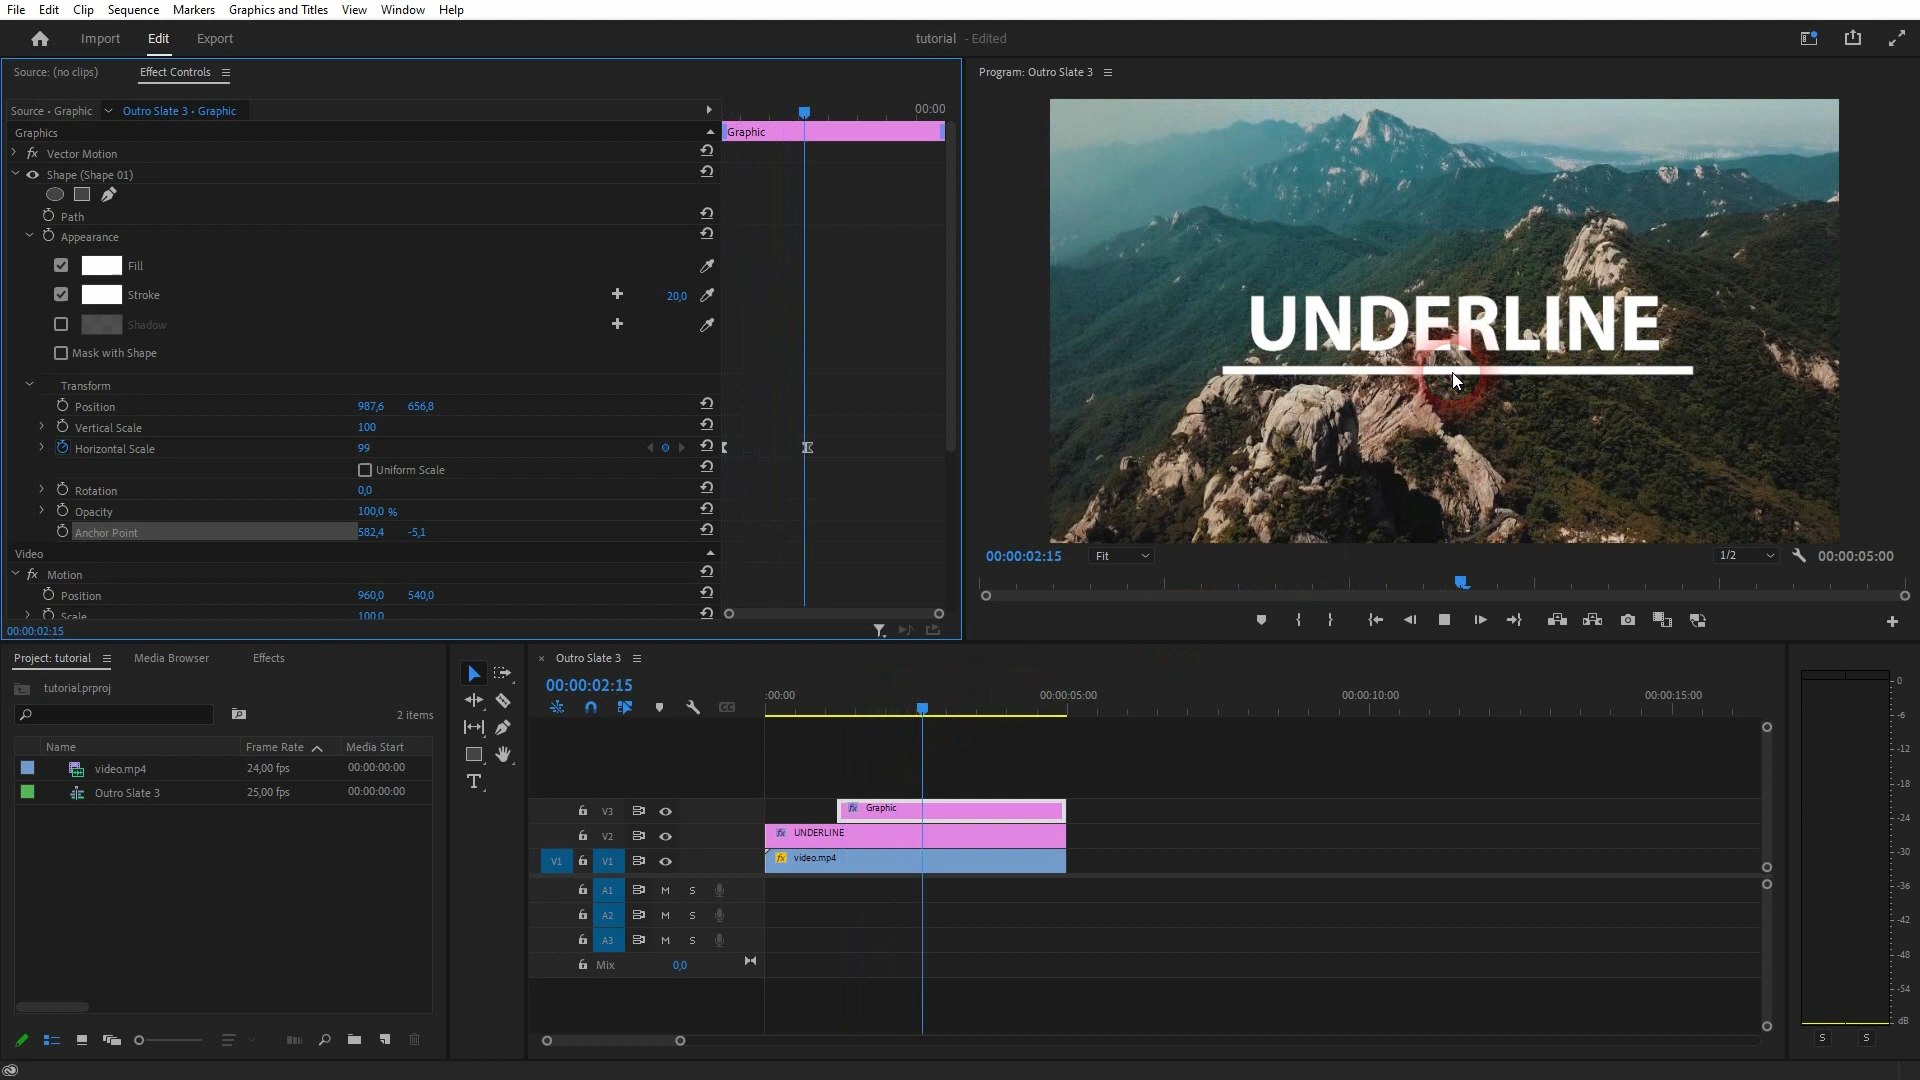 File Edit Clip Sequence Markers Graphics and Titles View Window Help
Import Edit Export tutorial - Edited
Source: (no clips) Effect Controls
Program: Outro Slate 3
Source • Graphic Outro Slate 3 • Graphic 00:00
Graphics Graphic
fx Vector Motion
Shape (Shape 01)
Path
Appearance
Fill
Stroke 20,0
Shadow
Mask with Shape
Transform
Position 987,6 656,8
Vertical Scale 100
Horizontal Scale 99
Uniform Scale
Rotation 0,0
Opacity 100,0 %
Anchor Point 582,4 -5,1
Video
fx Motion
Position 960,0 540,0
Scale 100,0
00:00:02:15
UNDERLINE
00:00:02:15 Fit 1/2 00:00:05:00
Project: tutorial Media Browser Effects
tutorial.prproj
2 items
Name Frame Rate Media Start
video.mp4 24,00 fps 00:00:00:00
Outro Slate 3 25,00 fps 00:00:00:00
T
× Outro Slate 3
00:00:02:15
:00:00 00:00:05:00 00:00:10:00 00:00:15:00
CC
V3 fx Graphic
V2 fx UNDERLINE
V1 V1 fx video.mp4
A1 M S
A2 M S
A3 M S
Mix 0,0
0
-6
-12
-18
-24
-30
-36
-42
-48
-54
dB
S S